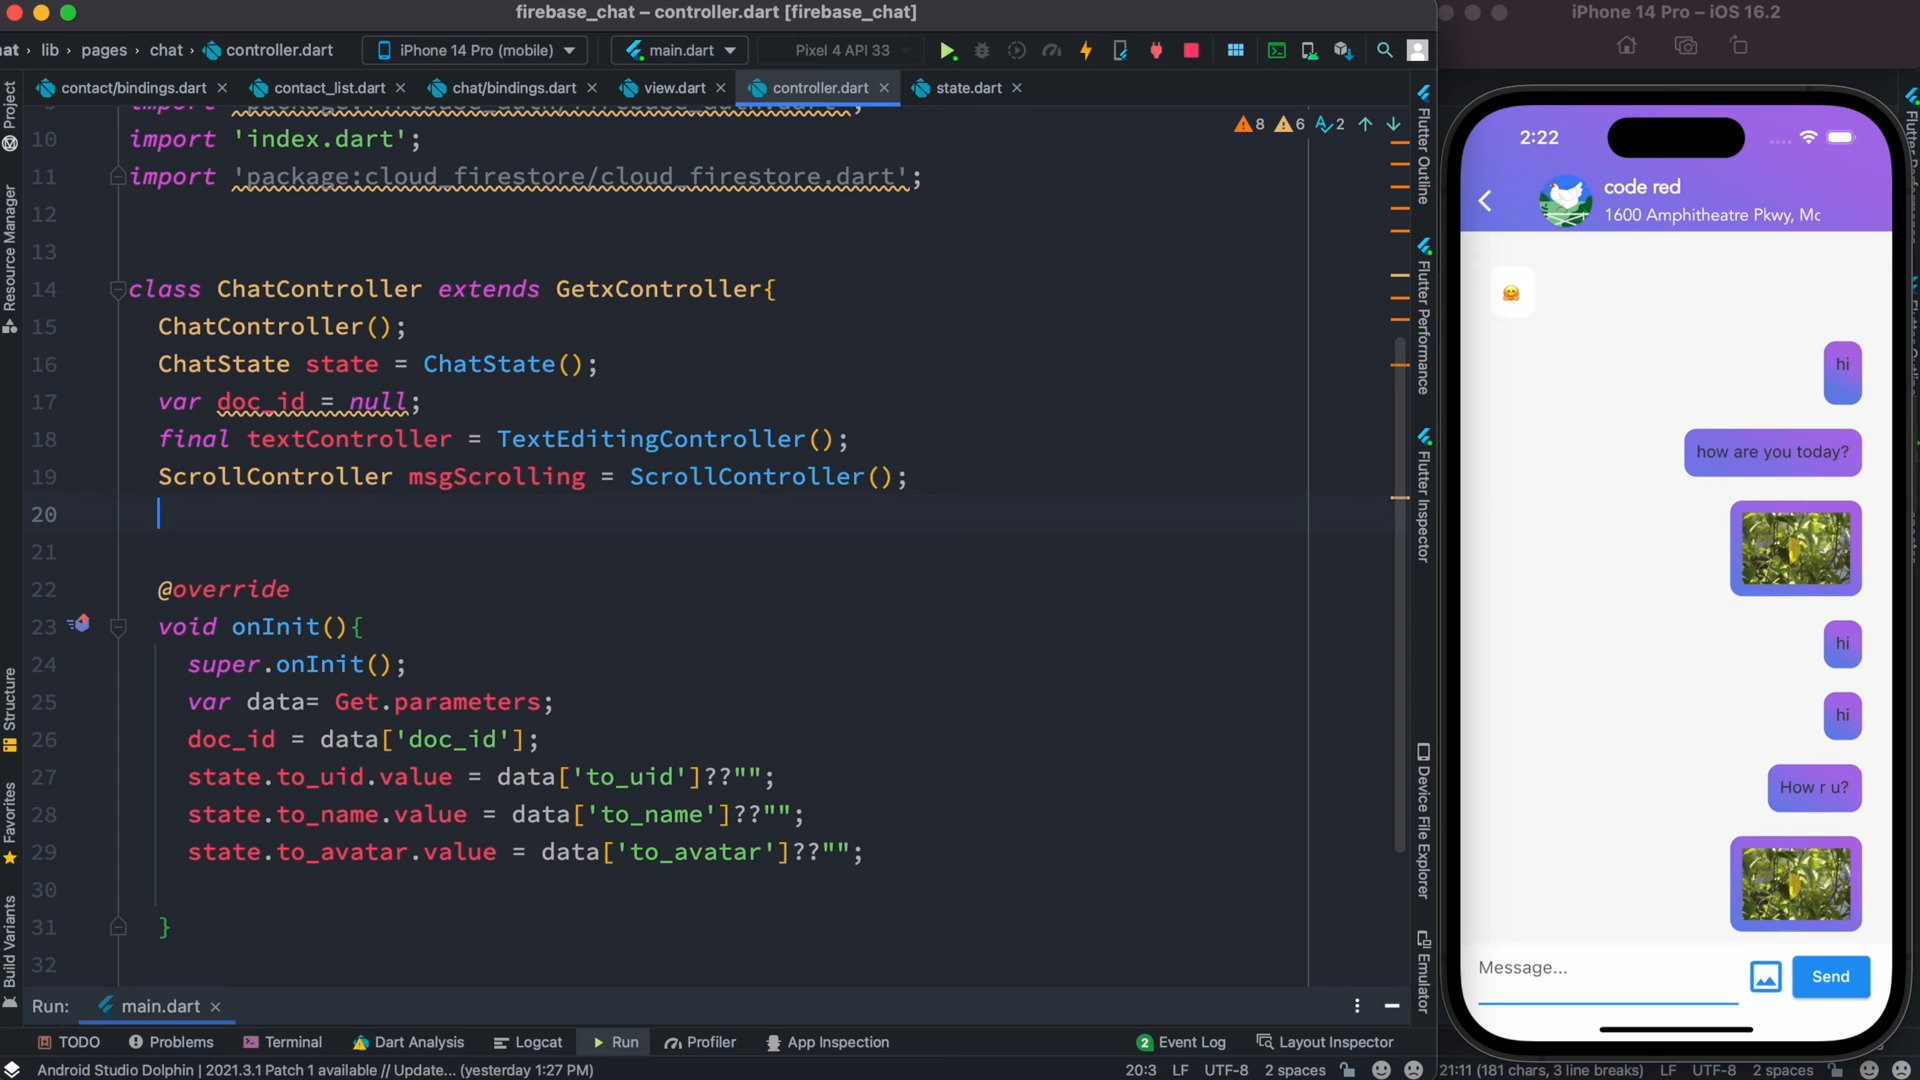 firebase_chat – controller.dart [firebase_chat]
iPhone 14 Pro – iOS 16.2
at
lib
pages
chat
controller.dart
iPhone 14 Pro (mobile)
main.dart
Pixel 4 API 33
contact/bindings.dart
contact_list.dart
chat/bindings.dart
view.dart
controller.dart
state.dart
8 6 2
10 import 'index.dart';
11 import 'package:cloud_firestore/cloud_firestore.dart';
12
13
14 class ChatController extends GetxController{
15 ChatController();
16 ChatState state = ChatState();
17 var doc_id = null;
18 final textController = TextEditingController();
19 ScrollController msgScrolling = ScrollController();
20
21
22 @override
23 void onInit(){
24 super.onInit();
25 var data= Get.parameters;
26 doc_id = data['doc_id'];
27 state.to_uid.value = data['to_uid']??"";
28 state.to_name.value = data['to_name']??"";
29 state.to_avatar.value = data['to_avatar']??"";
30
31 }
32
Project
Resource Manager
Structure
Favorites
Build Variants
Flutter Outline
Flutter Performance
Flutter Inspector
Device File Explorer
Emulator
2:22
code red
1600 Amphitheatre Pkwy, Mc
hi
how are you today?
hi
hi
How r u?
Message...
Send
Run:
main.dart
TODO
Problems
Terminal
Dart Analysis
Logcat
Run
Profiler
App Inspection
2 Event Log
Layout Inspector
Android Studio Dolphin | 2021.3.1 Patch 1 available // Update... (yesterday 1:27 PM)
20:3 LF UTF-8 2 spaces
21:11 (181 chars, 3 line breaks) LF UTF-8 2 spaces